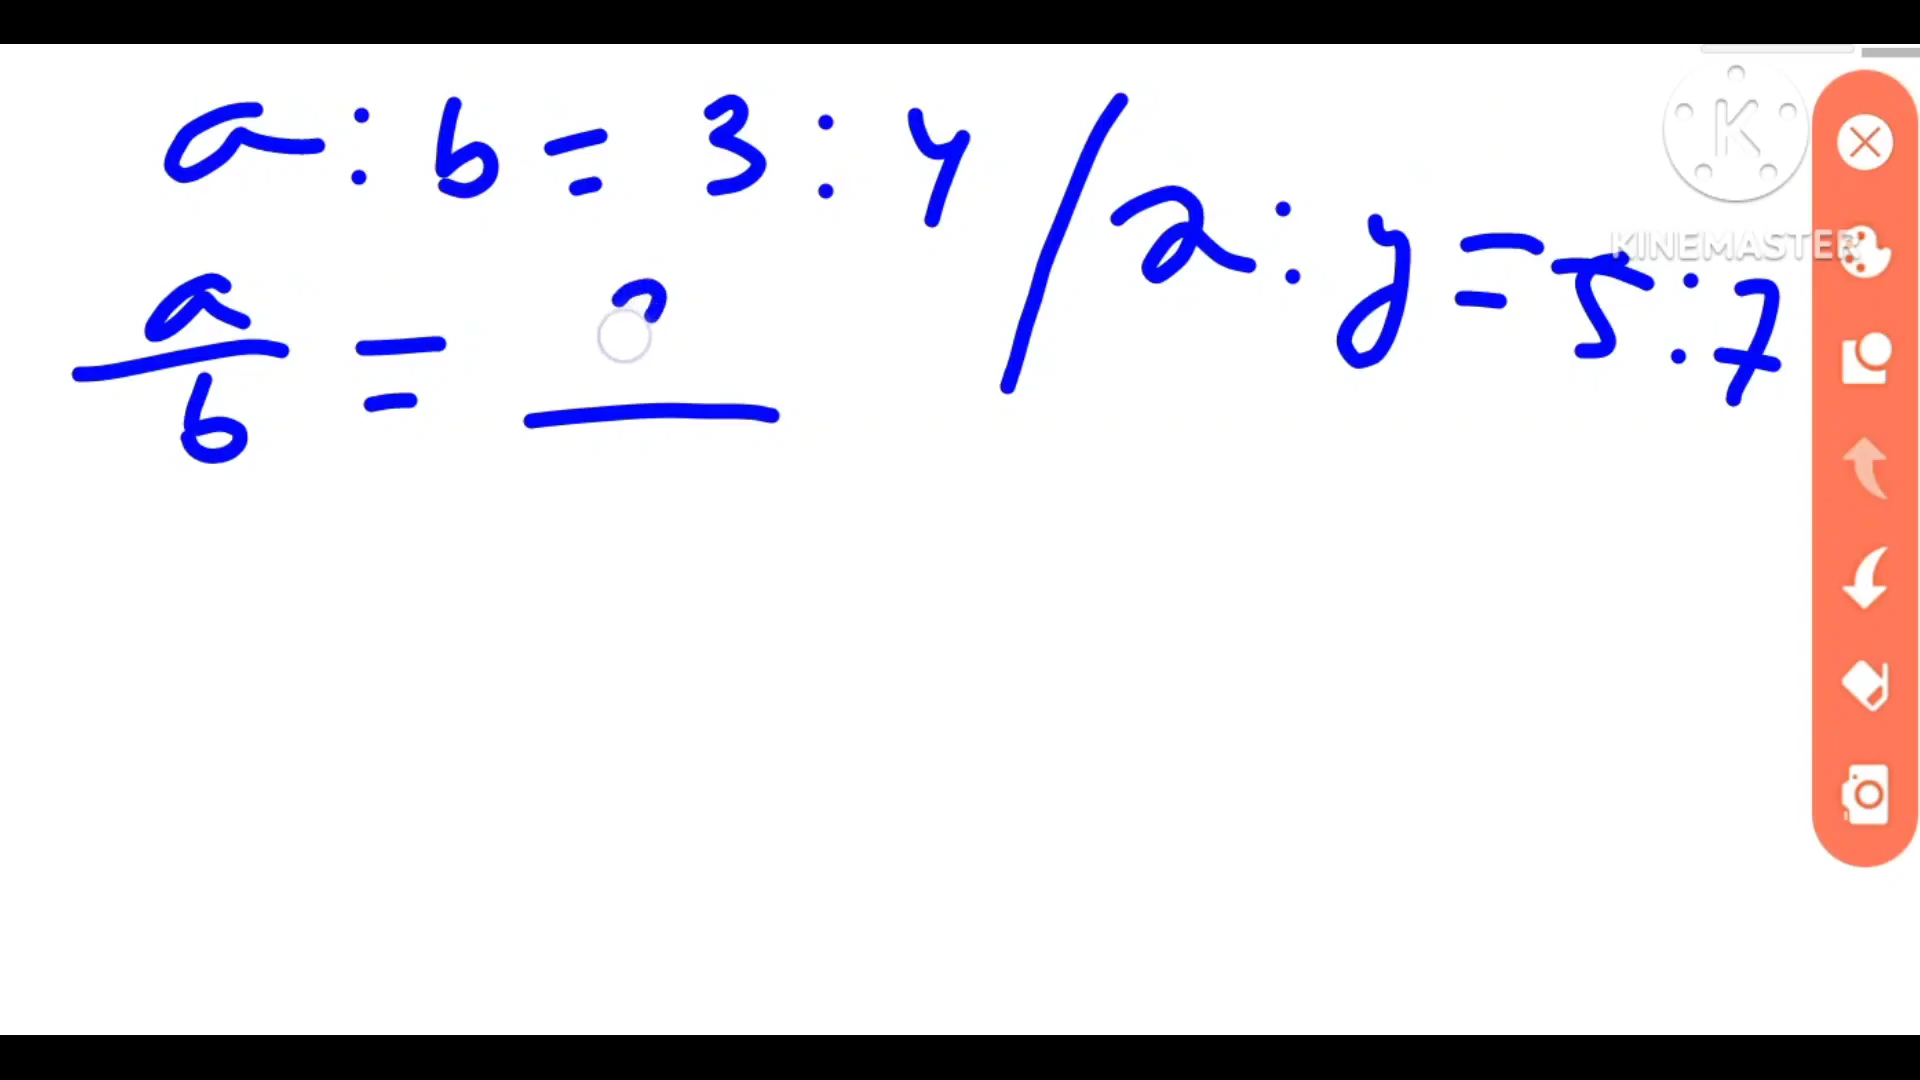 a : b = 3 : 4 / x : y = 5 : 7
a/b =
K
KINEMASTER